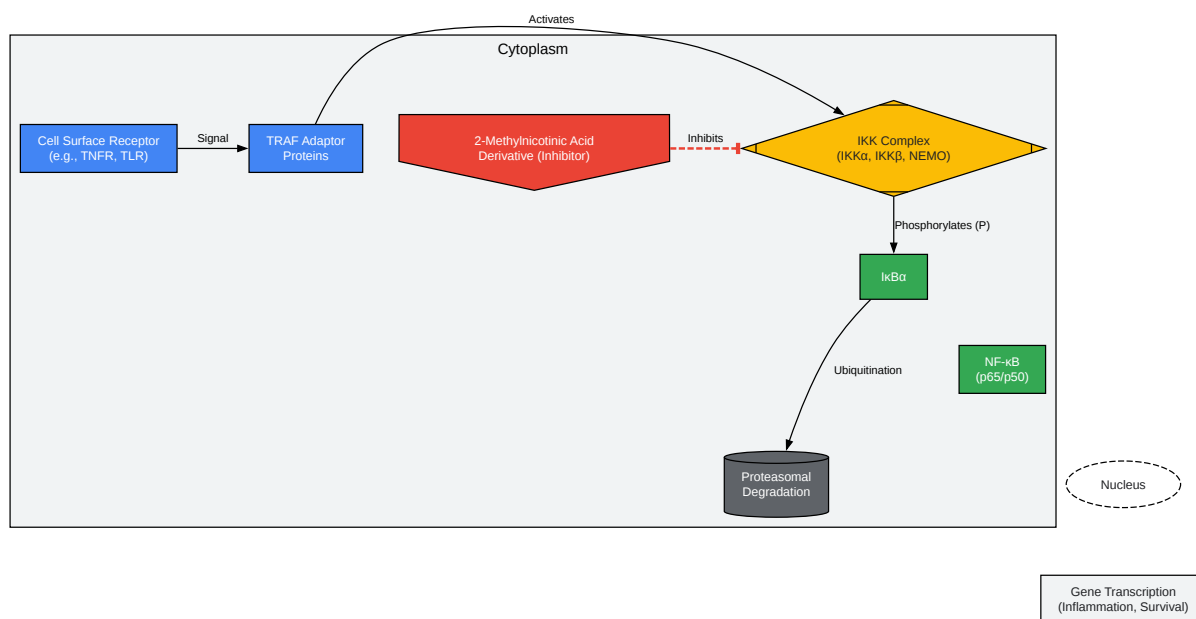 Activates
Cytoplasm
Cell Surface Receptor
(e.g., TNFR, TLR)
Signal
TRAF Adaptor
Proteins
2-Methylnicotinic Acid
Derivative (Inhibitor)
Inhibits
IKK Complex
(IKKα, IKKβ, NEMO)
Phosphorylates (P)
IκBα
NF-κB
(p65/p50)
Ubiquitination
Proteasomal
Degradation
Nucleus
Gene Transcription
(Inflammation, Survival)